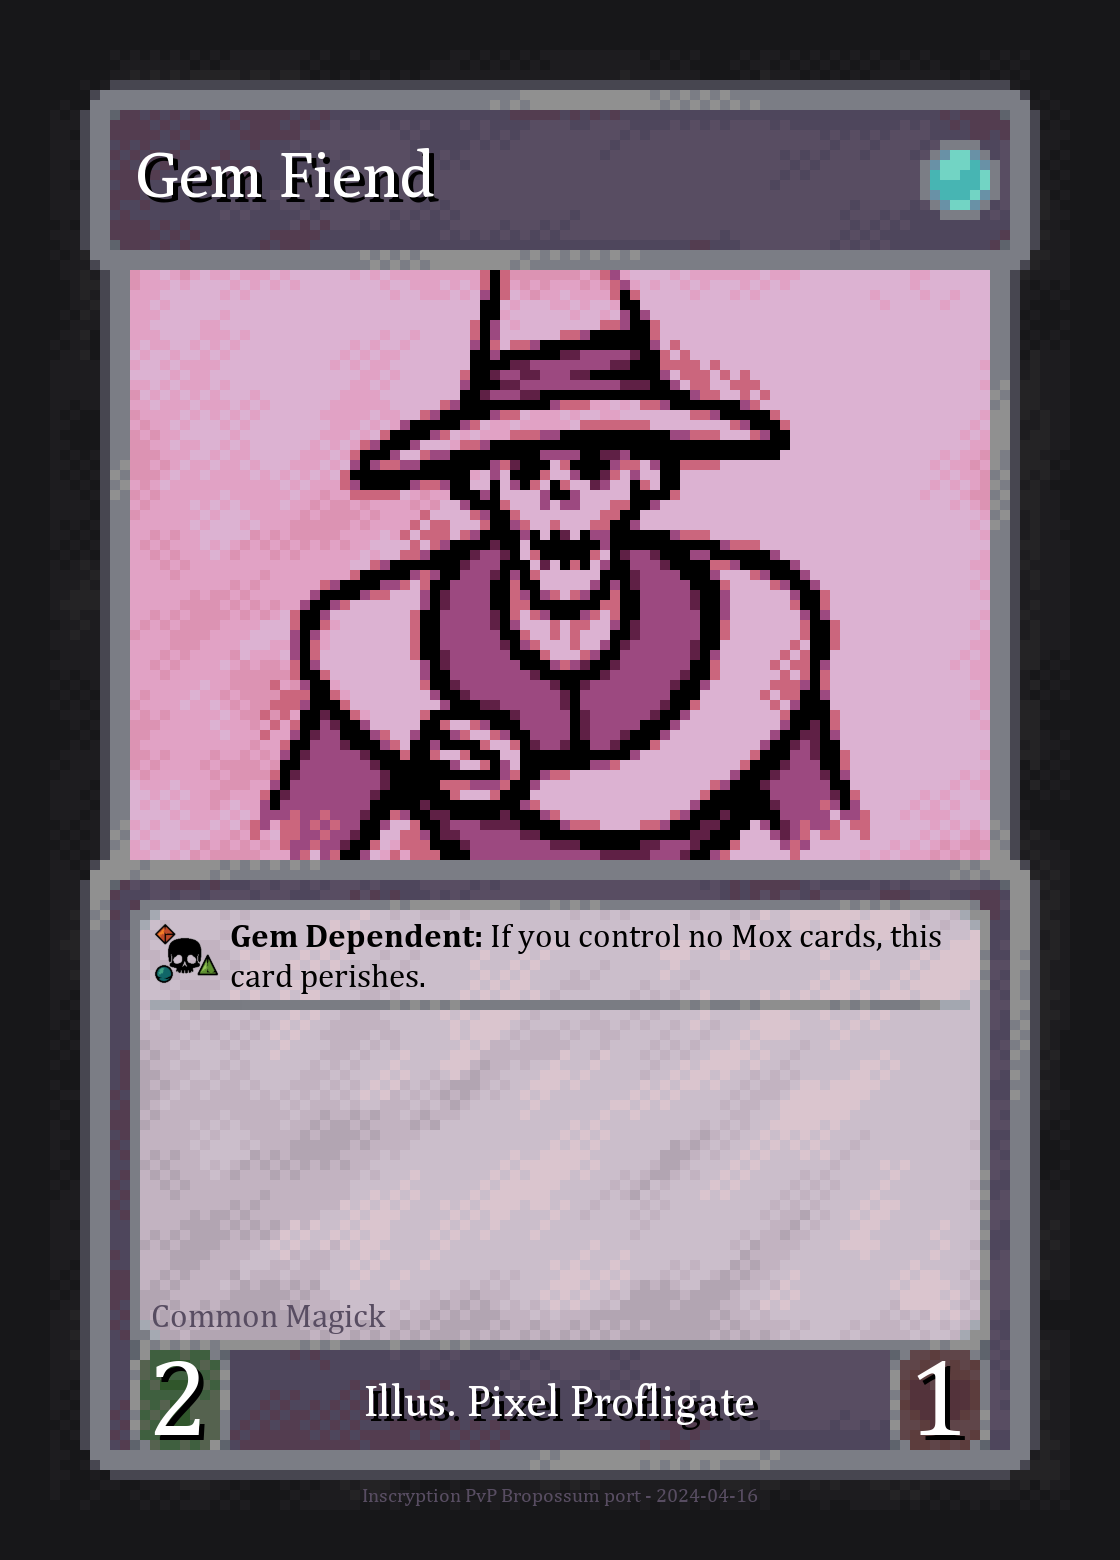 Gem Fiend
Gem Dependent: If you control no Mox cards, this
card perishes.
Common Magick
2
Illus. Pixel Profligate
1
Inscryption PvP Bropossum port - 2024-04-16